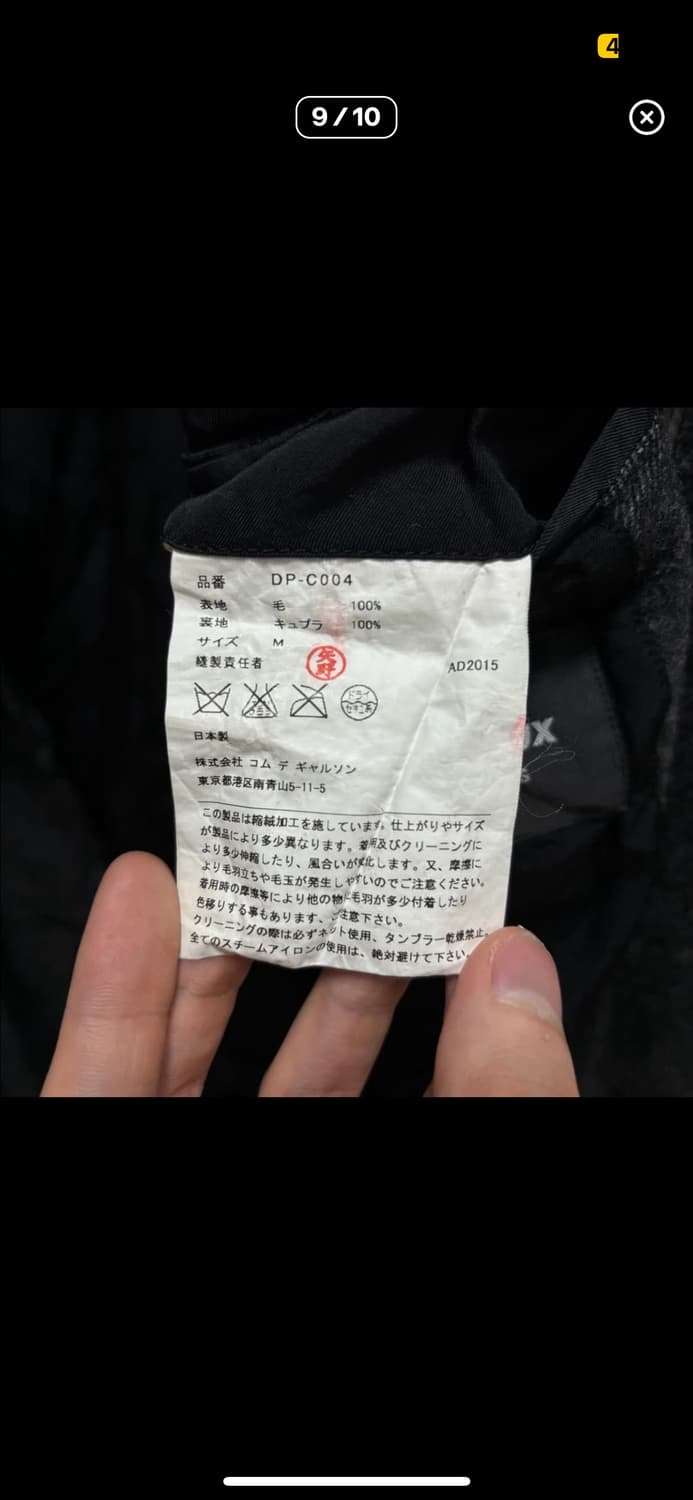 4
9/10
品番 DP-C004
表地 毛 100%
裏地 キュプラ 100%
サイズ M
縫製責任者 矢野 AD2015
ドライ
セキユ系
日本製
株式会社 コム デ ギャルソン
東京都港区南青山5-11-5
この製品は縮絨加工を施しています。仕上がりやサイズ
が製品により多少異なります。着用及びクリーニングに
より多少伸縮したり、風合いが変化します。又、摩擦に
より毛羽立ちや毛玉が発生しやすいのでご注意ください。
着用時の摩擦等により他の物に毛羽が多少付着したり
色移りする事もあります、ご注意下さい。
クリーニングの際は必ずネット使用、タンブラー乾燥禁止。
全てのスチームアイロンの使用は、絶対避けて下さい。
X
S